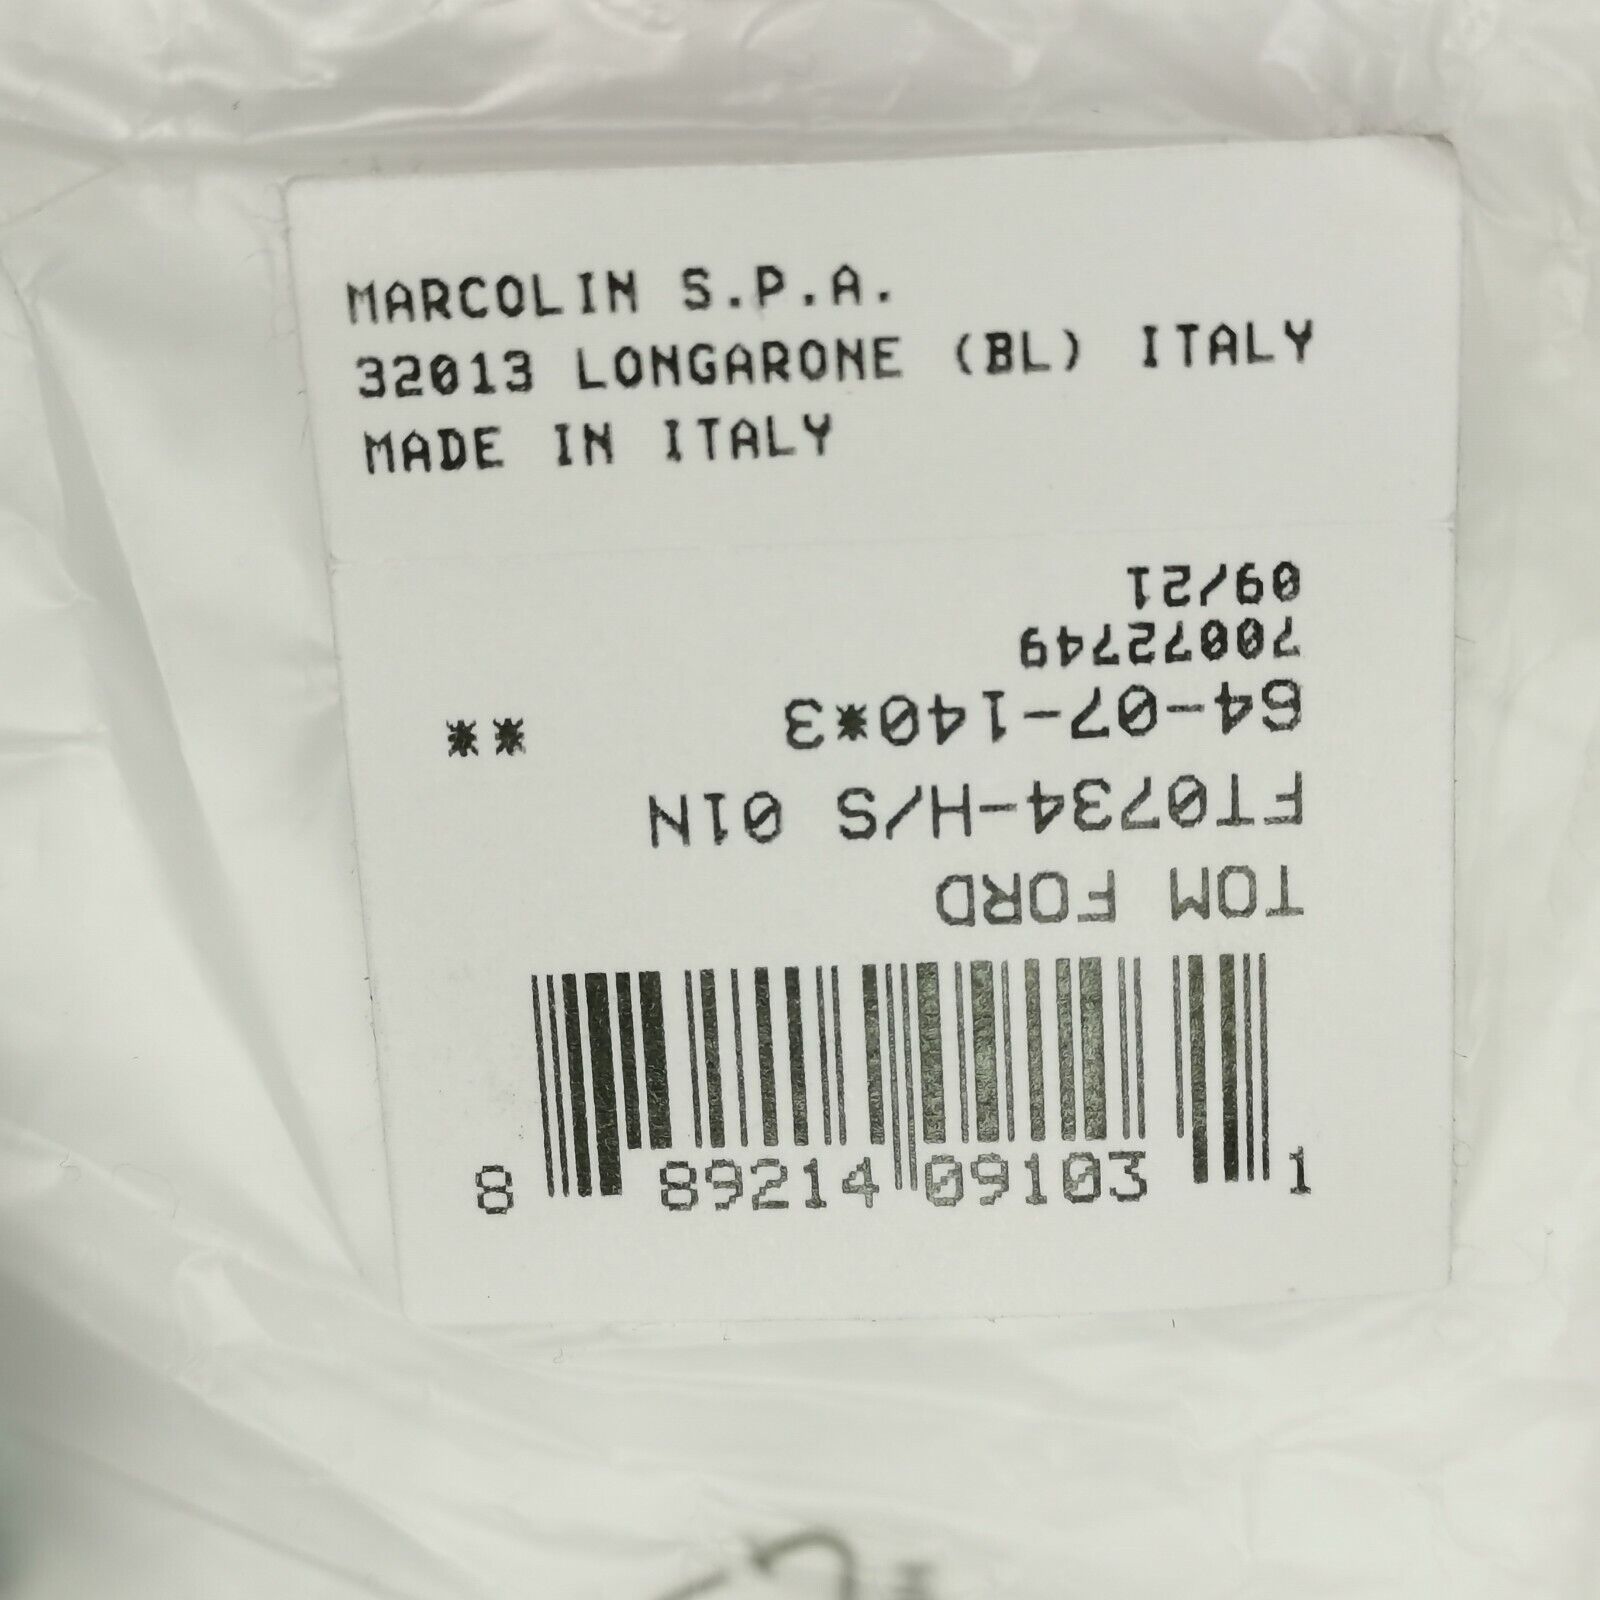 MARCOLIN S.P.A.
32013 LONGARONE (BL) ITALY
MADE IN ITALY
TOM FORD
FT0734-H/S 01N
64-07-140*3 **
70072749
09/21
8 89214 09103 1